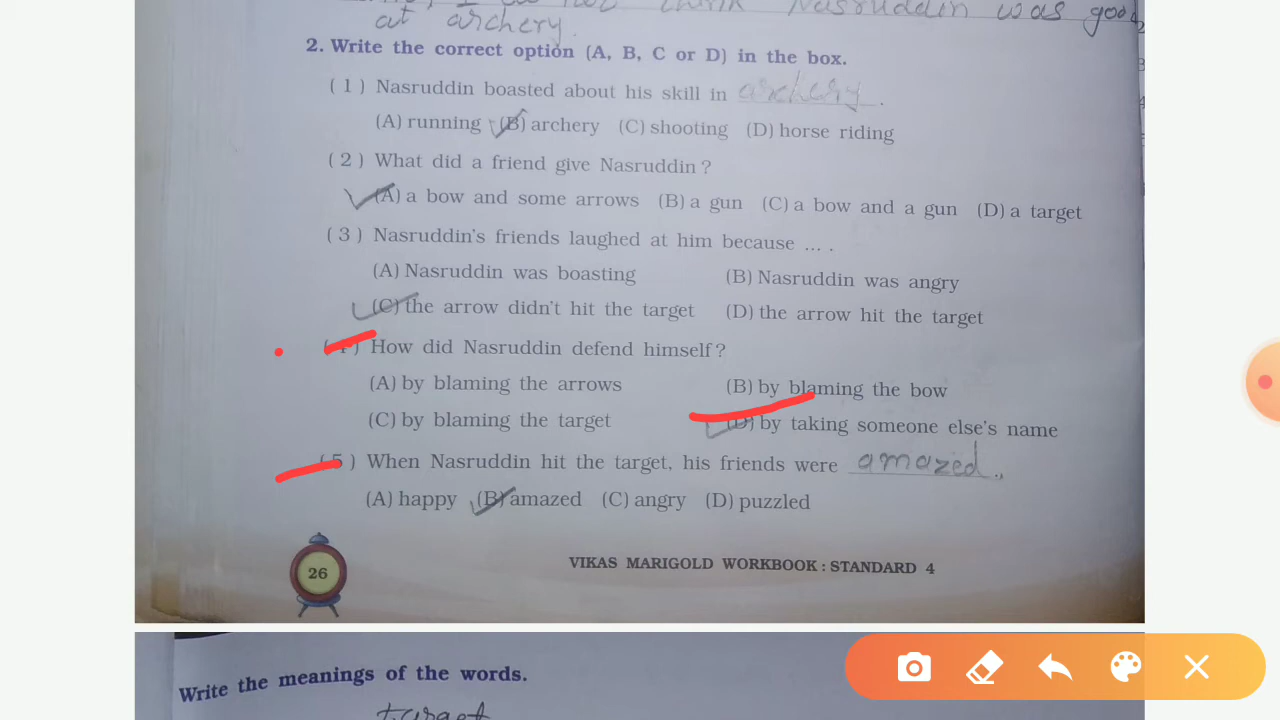 think Nasruddin was good
at archery.
2. Write the correct option (A, B, C or D) in the box.
( 1 ) Nasruddin boasted about his skill in archery .
(A) running (B) archery (C) shooting (D) horse riding
( 2 ) What did a friend give Nasruddin ?
(A) a bow and some arrows (B) a gun (C) a bow and a gun (D) a target
( 3 ) Nasruddin's friends laughed at him because ... .
(A) Nasruddin was boasting (B) Nasruddin was angry
(C) the arrow didn't hit the target (D) the arrow hit the target
( 4 ) How did Nasruddin defend himself ?
(A) by blaming the arrows (B) by blaming the bow
(C) by blaming the target (D) by taking someone else's name
( 5 ) When Nasruddin hit the target, his friends were amazed .
(A) happy (B) amazed (C) angry (D) puzzled
26
VIKAS MARIGOLD WORKBOOK : STANDARD 4
Write the meanings of the words.
target